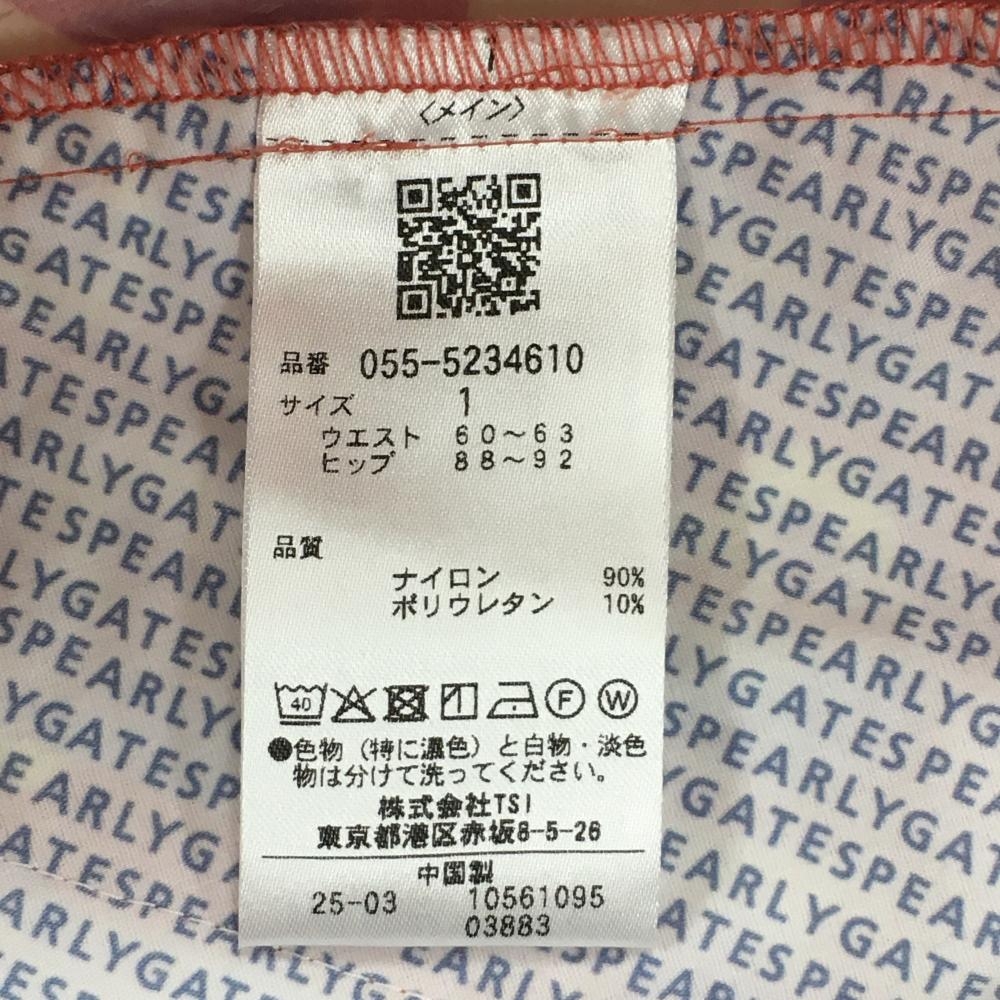 〈メイン〉
品番 055-5234610
サイズ 1
ウエスト 60～63
ヒップ 88～92
品質
ナイロン 90%
ポリウレタン 10%
40 F W
●色物（特に濃色）と白物・淡色
物は分けて洗ってください。
株式会社TSI
東京都港区赤坂8-5-26
中国製
25-03 10561095
03883
PEARLYGATES